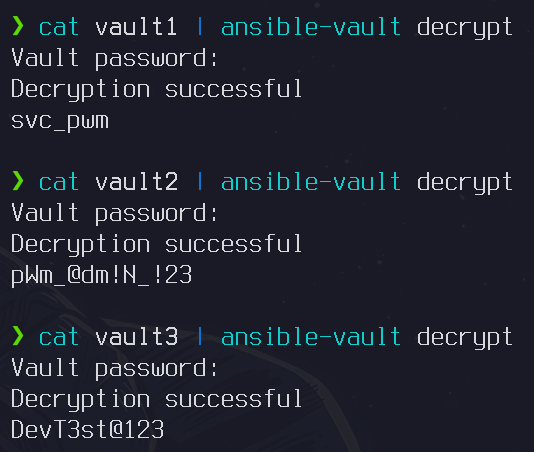 ❯ cat vault1 | ansible-vault decrypt
Vault password:
Decryption successful
svc_pwm
❯ cat vault2 | ansible-vault decrypt
Vault password:
Decryption successful
pWm_@dm!N_!23
❯ cat vault3 | ansible-vault decrypt
Vault password:
Decryption successful
DevT3st@123